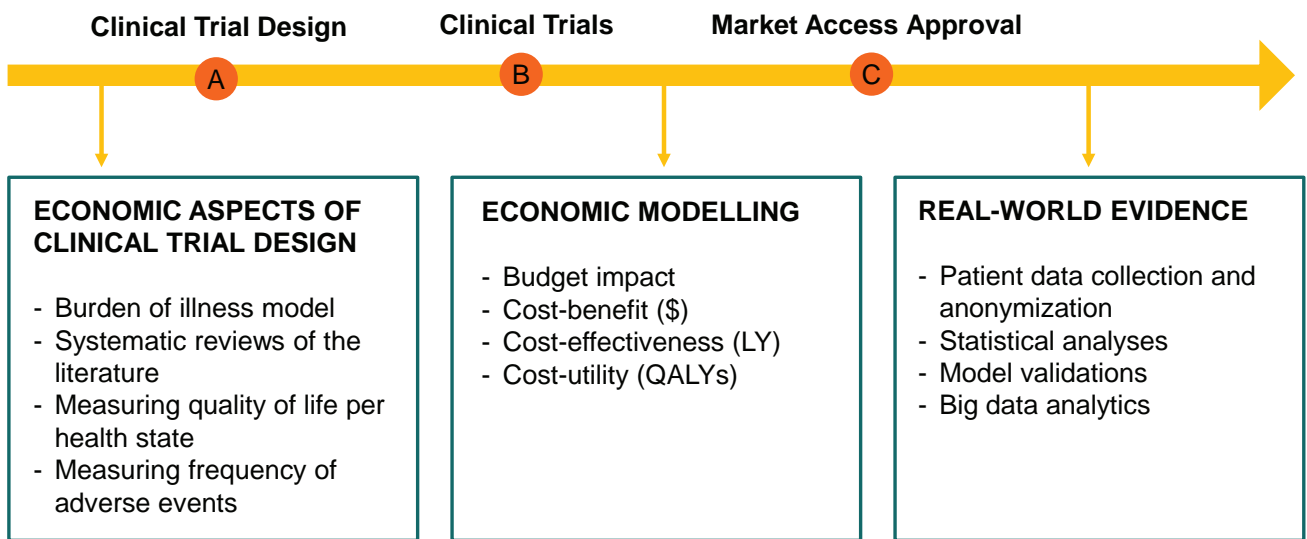 Clinical Trial Design
Clinical Trials
Market Access Approval
A
B
C
ECONOMIC ASPECTS OF
CLINICAL TRIAL DESIGN
- Burden of illness model
- Systematic reviews of the
literature
- Measuring quality of life per
health state
- Measuring frequency of
adverse events
ECONOMIC MODELLING
- Budget impact
- Cost-benefit ($)
- Cost-effectiveness (LY)
- Cost-utility (QALYs)
REAL-WORLD EVIDENCE
- Patient data collection and
anonymization
- Statistical analyses
- Model validations
- Big data analytics